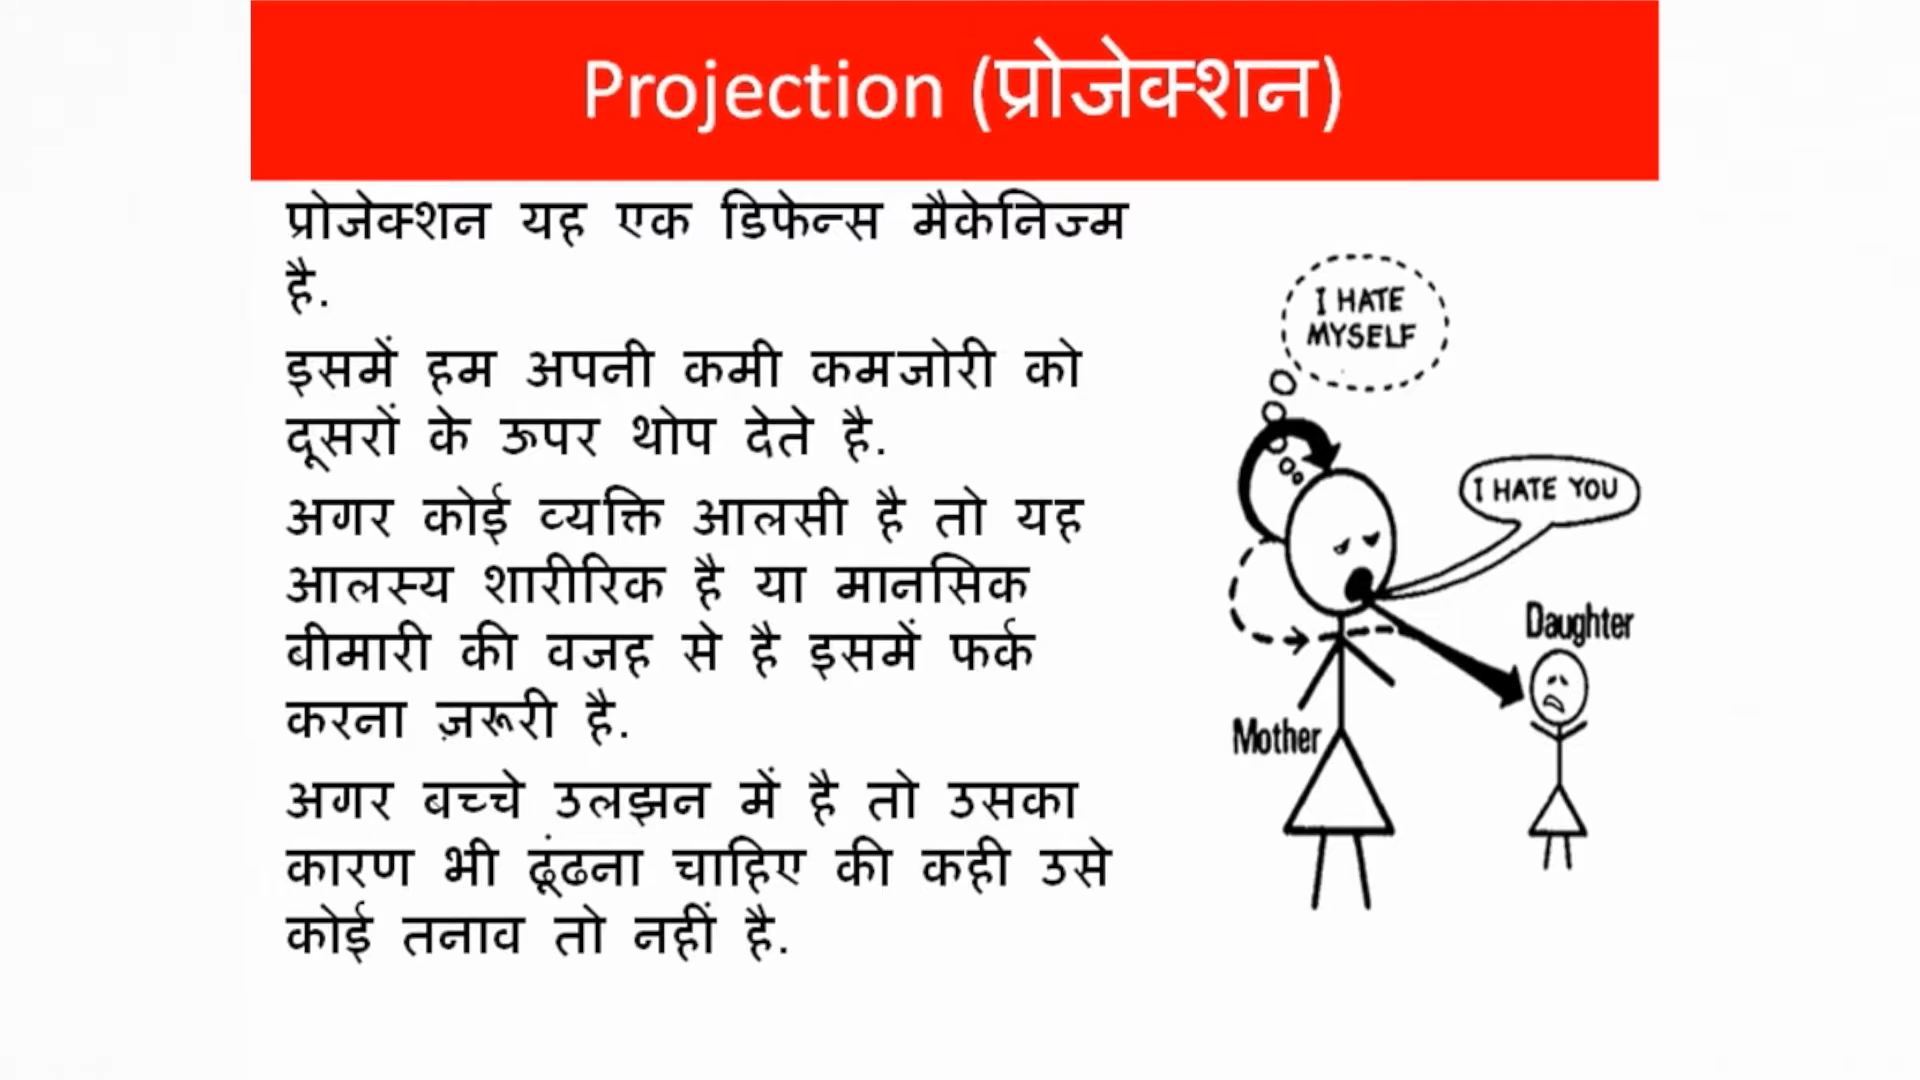 Projection (प्रोजेक्शन)
प्रोजेक्शन यह एक डिफेन्स मैकेनिज्म
है.
इसमें हम अपनी कमी कमजोरी को
दूसरों के ऊपर थोप देते है.
अगर कोई व्यक्ति आलसी है तो यह
आलस्य शारीरिक है या मानसिक
बीमारी की वजह से है इसमें फर्क
करना ज़रूरी है.
अगर बच्चे उलझन में है तो उसका
कारण भी ढूंढना चाहिए की कही उसे
कोई तनाव तो नहीं है.
I HATE
MYSELF
I HATE YOU
Daughter
Mother